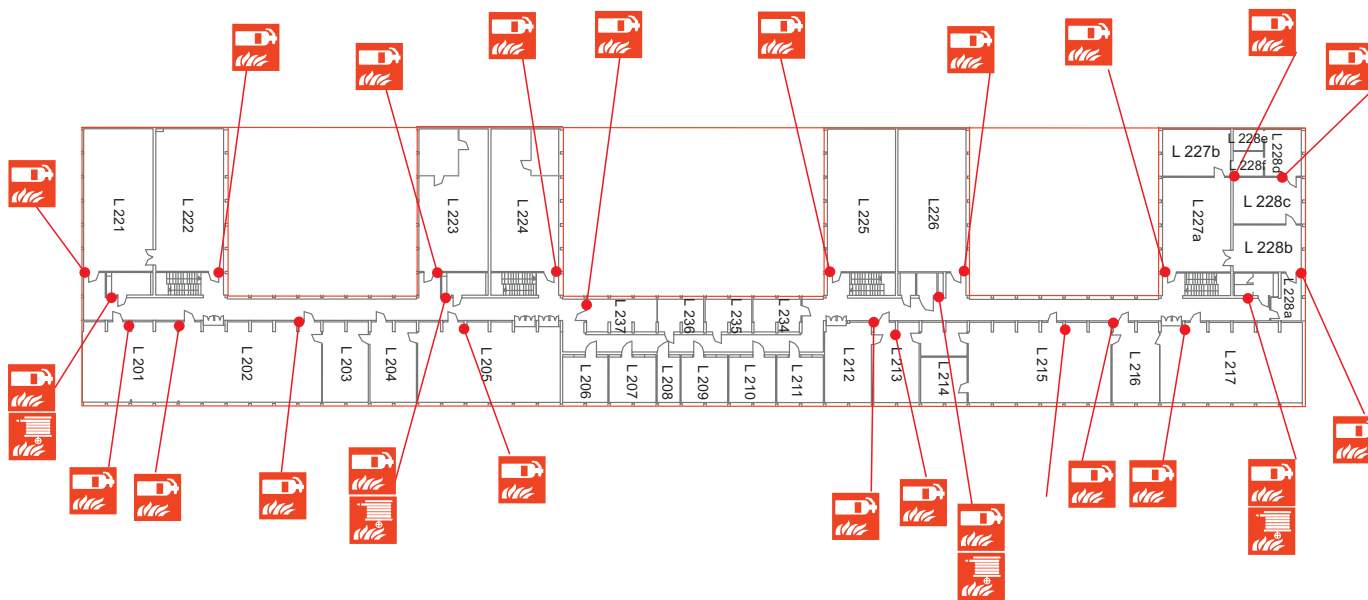 L 228e
L 227b
L 228f
L 228d
L 221
L 222
L 223
L 224
L 225
L 226
L 227a
L 228c
L 228b
L 228a
L 237
L 236
L 235
L 234
L 201
L 202
L 203
L 204
L 205
L 206
L 207
L 208
L 209
L 210
L 211
L 212
L 213
L 214
L 215
L 216
L 217